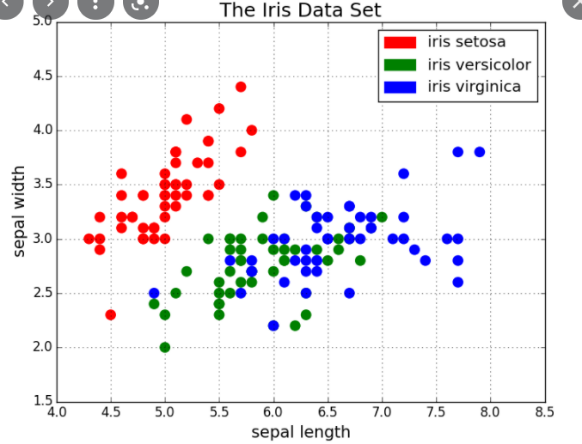 The Iris Data Set
iris setosa
iris versicolor
iris virginica
sepal width
5.0
4.5
4.0
3.5
3.0
2.5
2.0
1.5
4.0 4.5 5.0 5.5 6.0 6.5 7.0 7.5 8.0 8.5
sepal length